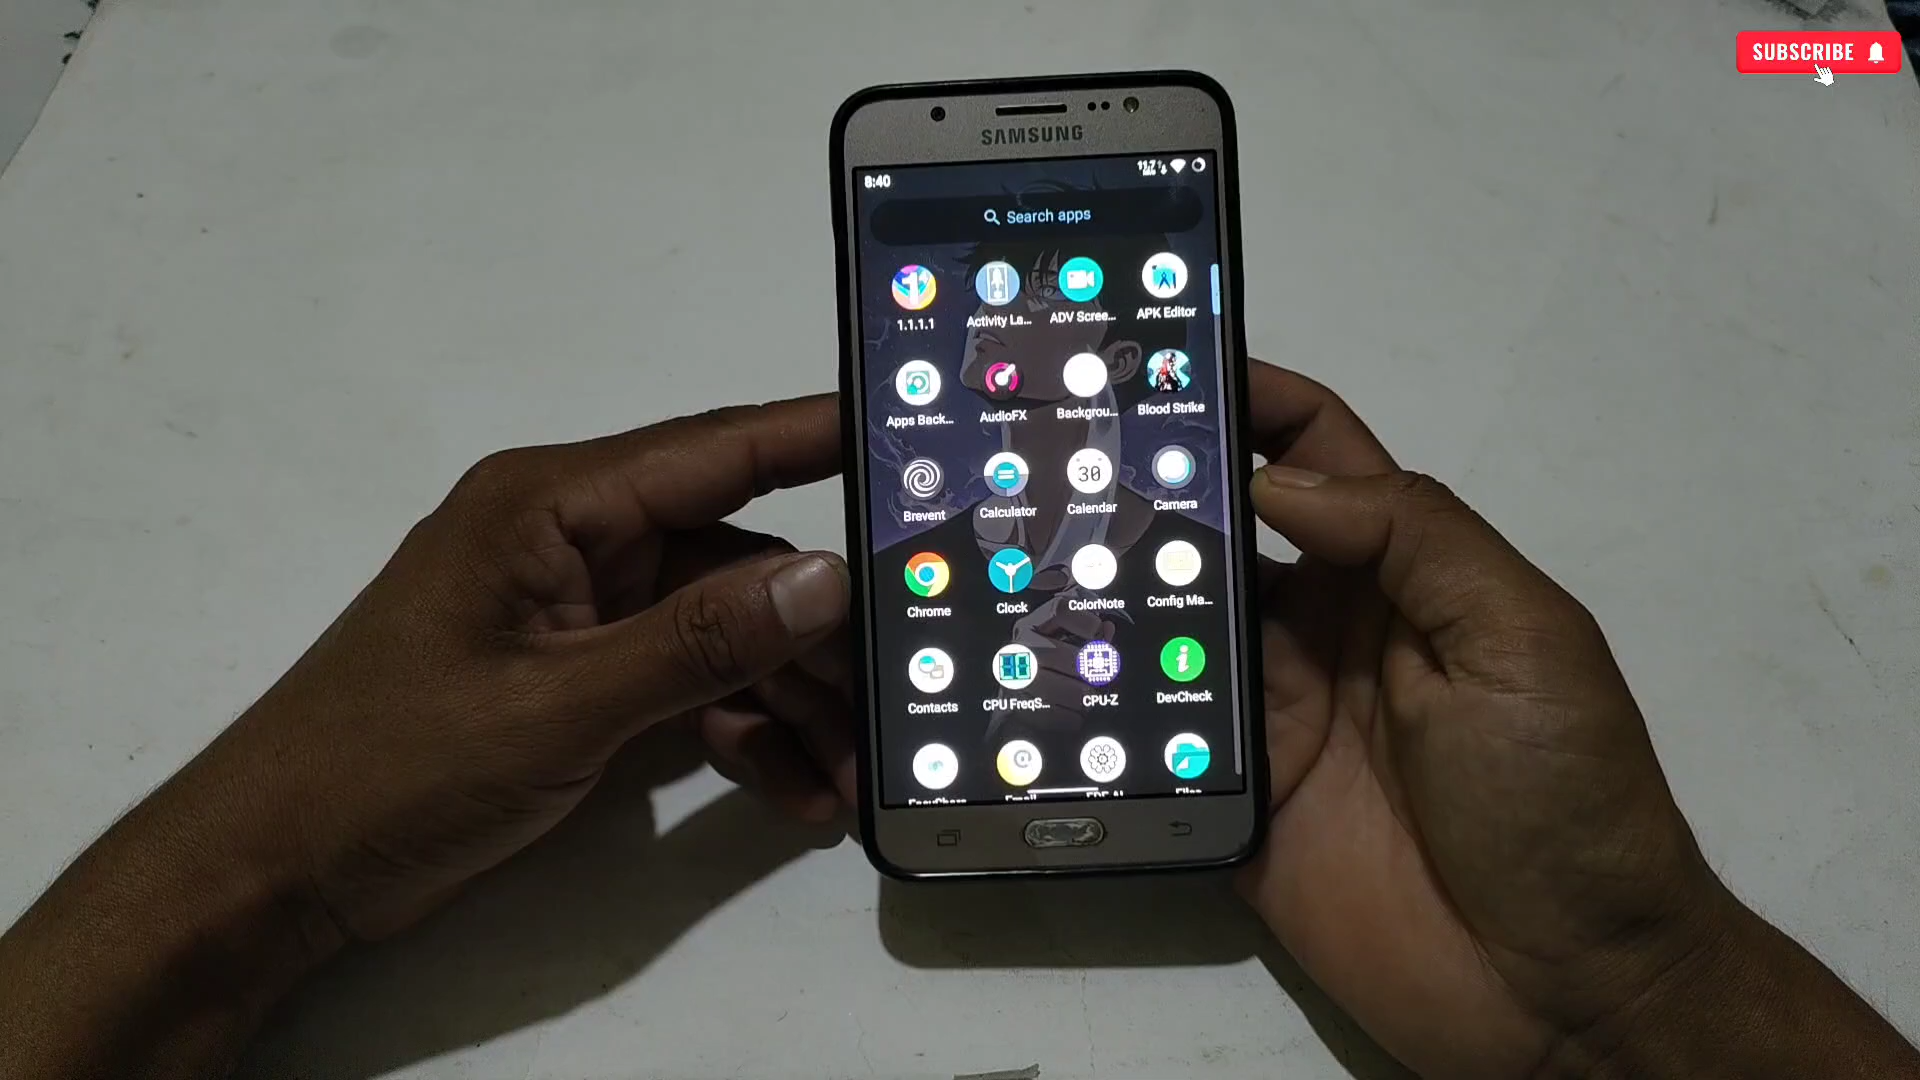 SUBSCRIBE
SAMSUNG
8:40
Search apps
1.1.1.1
Activity La...
ADV Scree...
APK Editor
Apps Back...
AudioFX
Backgrou...
Blood Strike
30
Brevent
Calculator
Calendar
Camera
Chrome
Clock
ColorNote
Config Ma...
Contacts
CPU FreqS...
CPU-Z
DevCheck